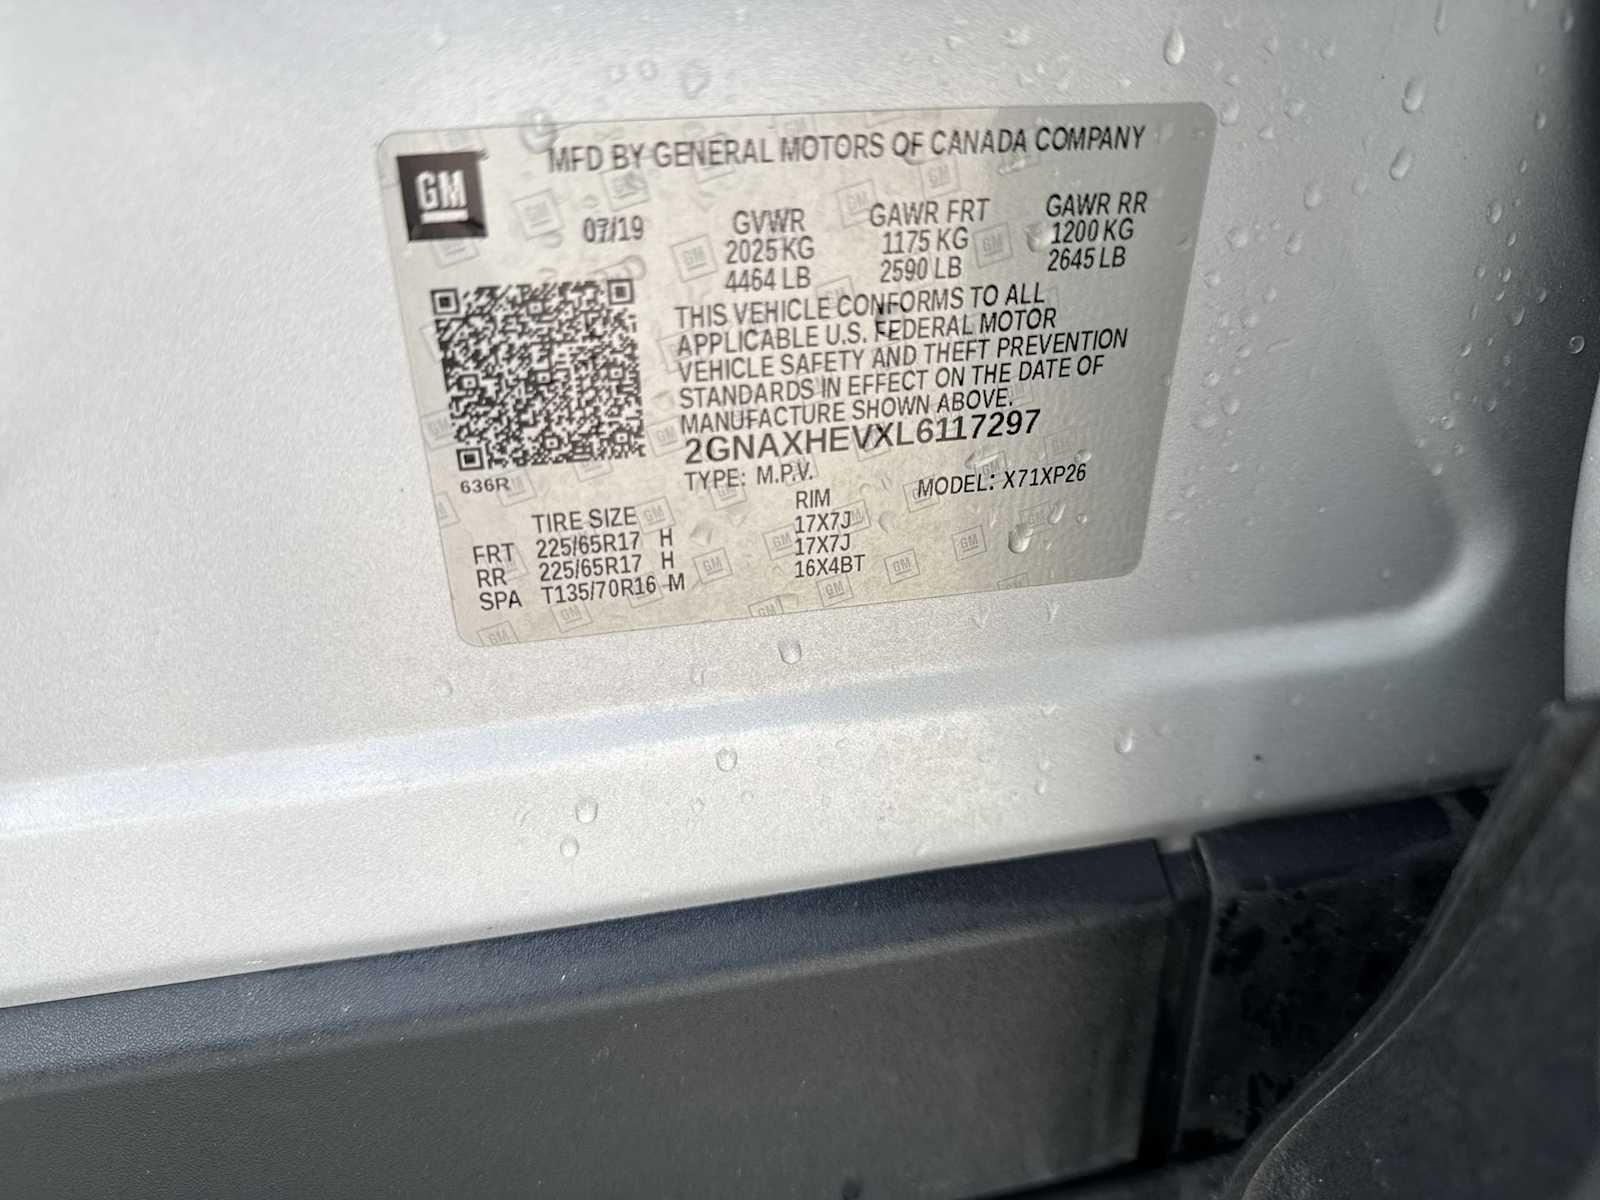 MFD BY GENERAL MOTORS OF CANADA COMPANY
GM
07/19 GVWR GAWR FRT GAWR RR
2025 KG 1175 KG 1200 KG
4464 LB 2590 LB 2645 LB
THIS VEHICLE CONFORMS TO ALL
APPLICABLE U.S. FEDERAL MOTOR
VEHICLE SAFETY AND THEFT PREVENTION
STANDARDS IN EFFECT ON THE DATE OF
MANUFACTURE SHOWN ABOVE.
2GNAXHEVXL6117297
TYPE: M.P.V. MODEL: X71XP26
636R
TIRE SIZE RIM
FRT 225/65R17 H 17X7J
RR 225/65R17 H 17X7J
SPA T135/70R16 M 16X4BT